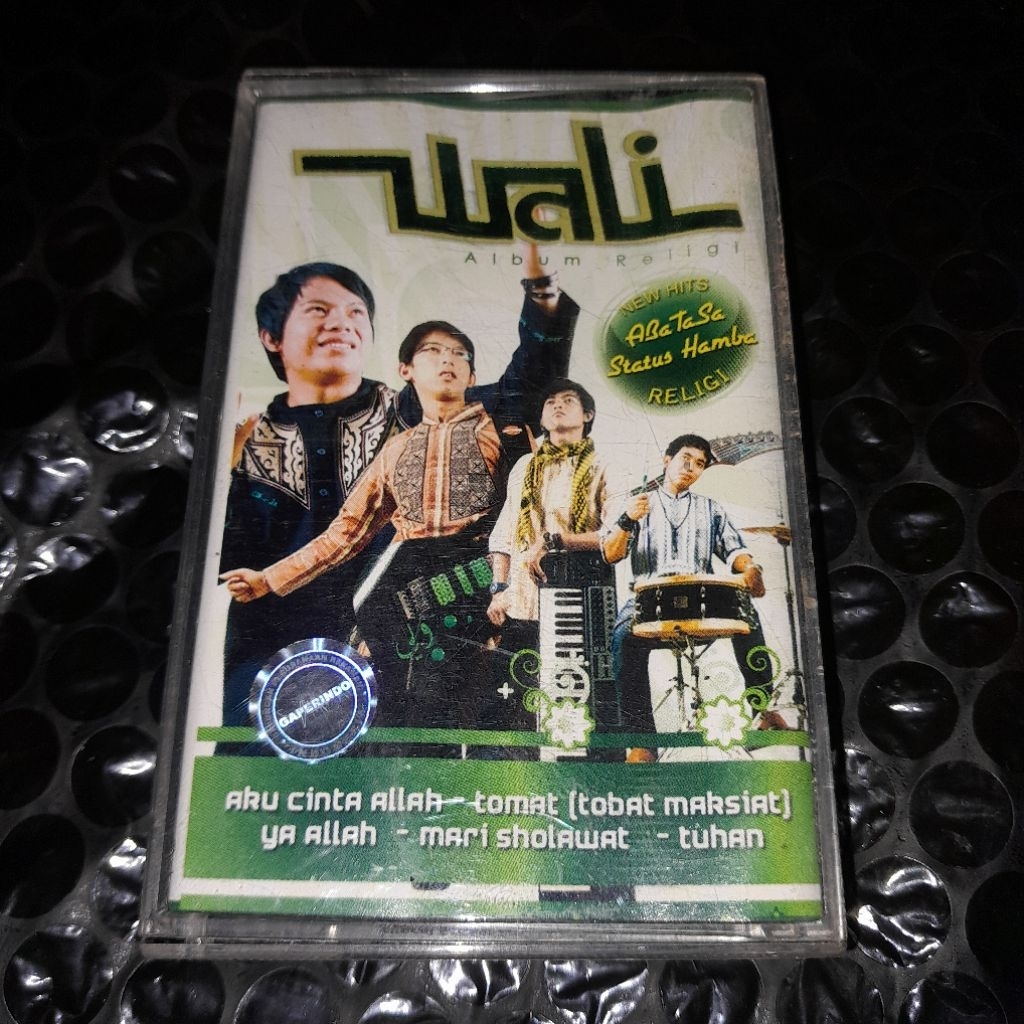 Wali
Album Religi
NEW HITS
ABaTaSa
Status Hamba
RELIGI
GAPERINDO
aku cinta allah - tomat (tobat maksiat)
ya allah - mari sholawat - tuhan